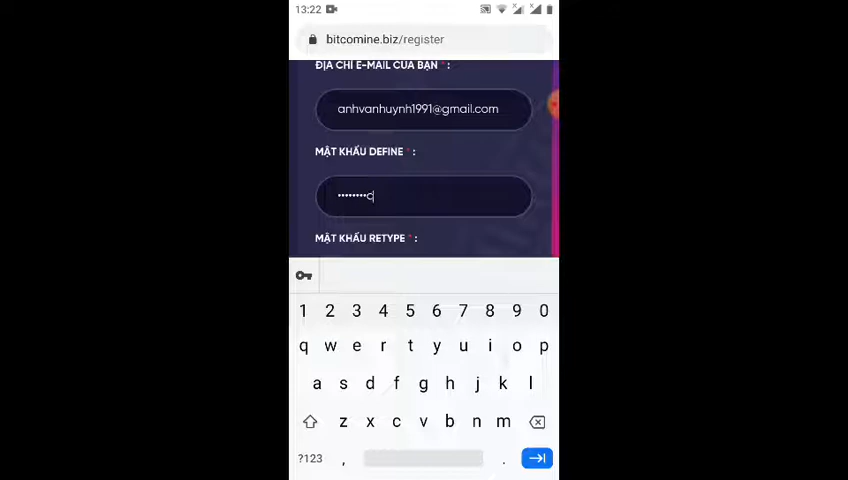 13:22
bitcomine.biz/register
ĐỊA CHỈ E-MAIL CỦA BẠN * :
anhvanhuynh1991@gmail.com
MẬT KHẨU DEFINE * :
••••••••c
MẬT KHẨU RETYPE * :
1 2 3 4 5 6 7 8 9 0
q w e r t y u i o p
a s d f g h j k l
z x c v b n m
?123 , .